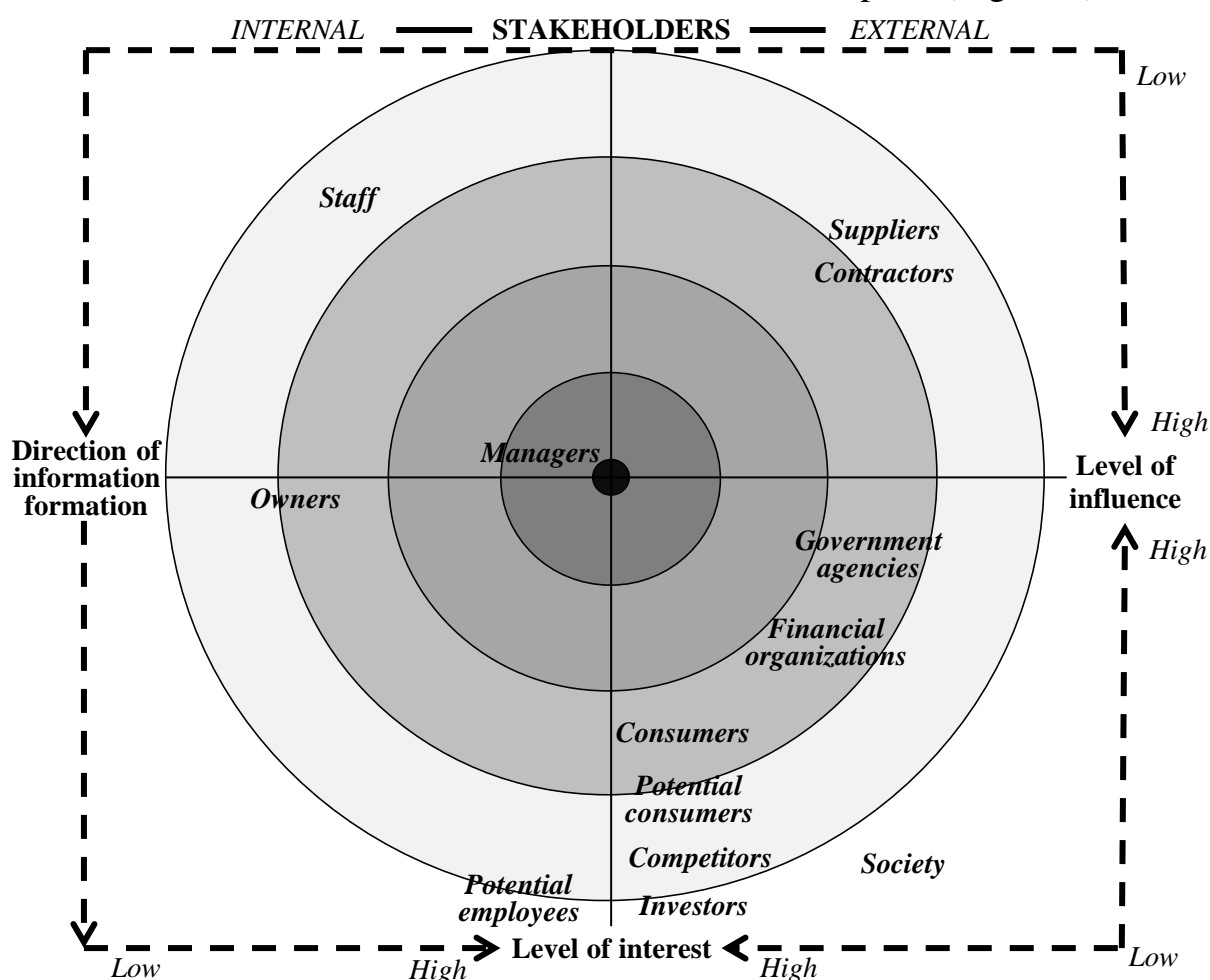 INTERNAL STAKEHOLDERS EXTERNAL
Low
Staff
Suppliers
Contractors
High
Direction of
information
formation
Managers
Level of
influence
Owners
High
Government
agencies
Financial
organizations
Consumers
Potential
consumers
Competitors
Society
Potential
employees
Investors
Level of interest
Low
High
High
Low